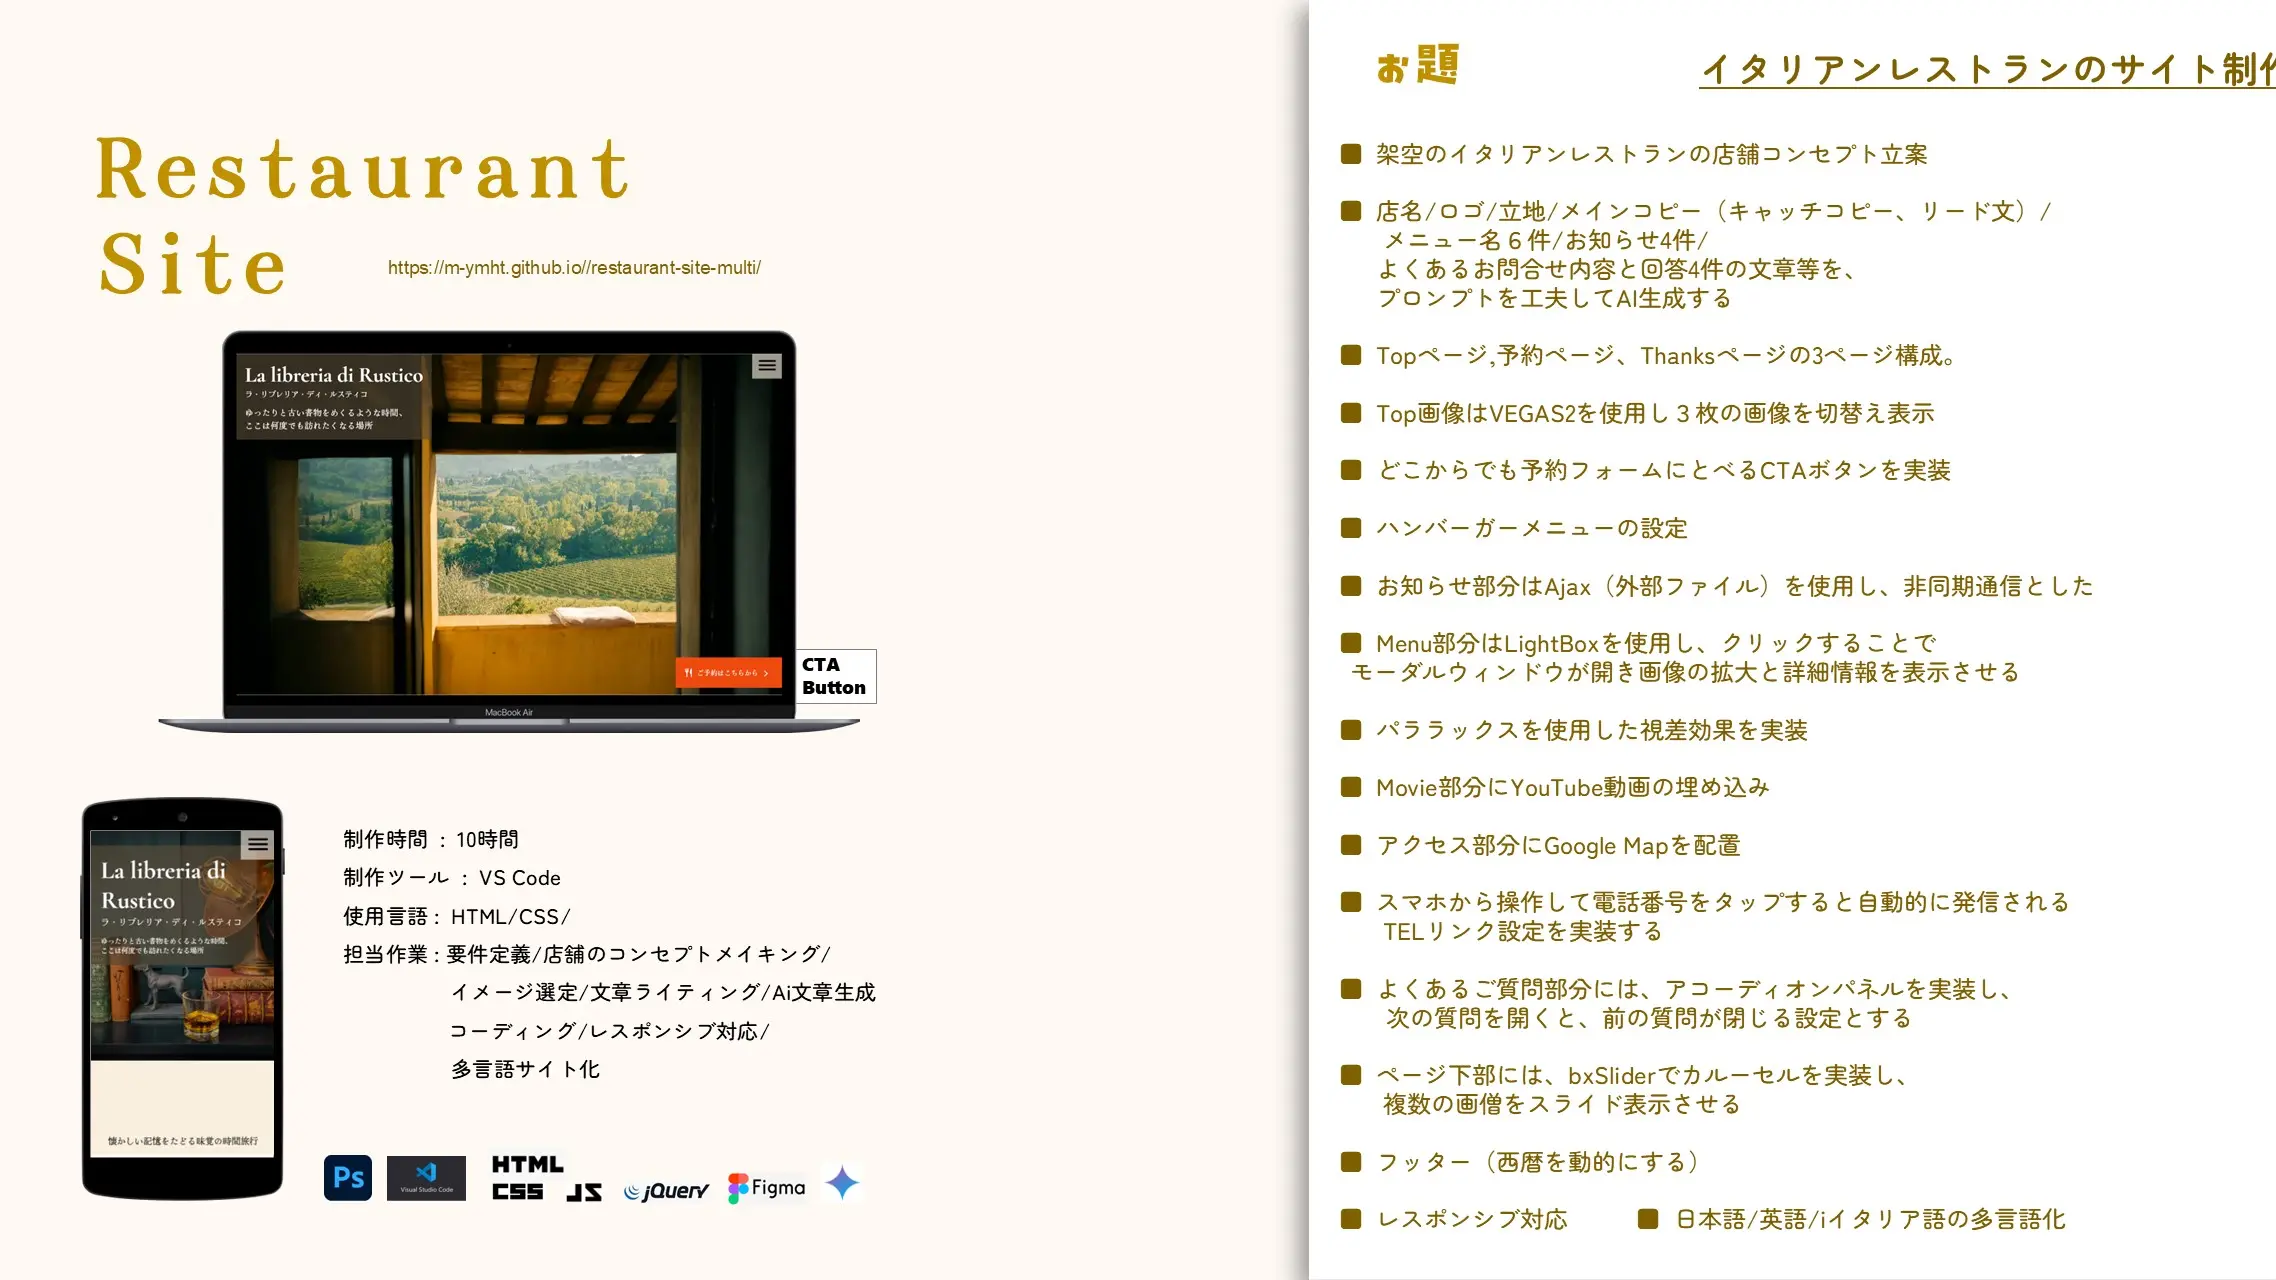 Restaurant
Site
https://m-ymht.github.io//restaurant-site-multi/
La libreria di Rustico
ラ・リブレリア・ディ・ルスティコ
ゆったりと古い書物をめくるような時間、
ここは何度でも訪れたくなる場所
ご予約はこちらから
CTA
Button
MacBook Air
La libreria di
Rustico
ラ・リブレリア・ディ・ルスティコ
ゆったりと古い書物をめくるような時間、
ここは何度でも訪れたくなる場所
懐かしい記憶をたどる味覚の時間旅行
制作時間 : 10時間
制作ツール : VS Code
使用言語 : HTML/CSS/
担当作業 : 要件定義/店舗のコンセプトメイキング/
イメージ選定/文章ライティング/Ai文章生成
コーディング/レスポンシブ対応/
多言語サイト化
Ps
Visual Studio Code
HTML
CSS JS
jQuery
Figma
お題
イタリアンレストランのサイト制作
■ 架空のイタリアンレストランの店舗コンセプト立案
■ 店名/ロゴ/立地/メインコピー（キャッチコピー、リード文）/
メニュー名６件/お知らせ4件/
よくあるお問合せ内容と回答4件の文章等を、
プロンプトを工夫してAI生成する
■ Topページ,予約ページ、Thanksページの3ページ構成。
■ Top画像はVEGAS2を使用し３枚の画像を切替え表示
■ どこからでも予約フォームにとべるCTAボタンを実装
■ ハンバーガーメニューの設定
■ お知らせ部分はAjax（外部ファイル）を使用し、非同期通信とした
■ Menu部分はLightBoxを使用し、クリックすることで
モーダルウィンドウが開き画像の拡大と詳細情報を表示させる
■ パララックスを使用した視差効果を実装
■ Movie部分にYouTube動画の埋め込み
■ アクセス部分にGoogle Mapを配置
■ スマホから操作して電話番号をタップすると自動的に発信される
TELリンク設定を実装する
■ よくあるご質問部分には、アコーディオンパネルを実装し、
次の質問を開くと、前の質問が閉じる設定とする
■ ページ下部には、bxSliderでカルーセルを実装し、
複数の画僧をスライド表示させる
■ フッター（西暦を動的にする）
■ レスポンシブ対応 ■ 日本語/英語/iイタリア語の多言語化